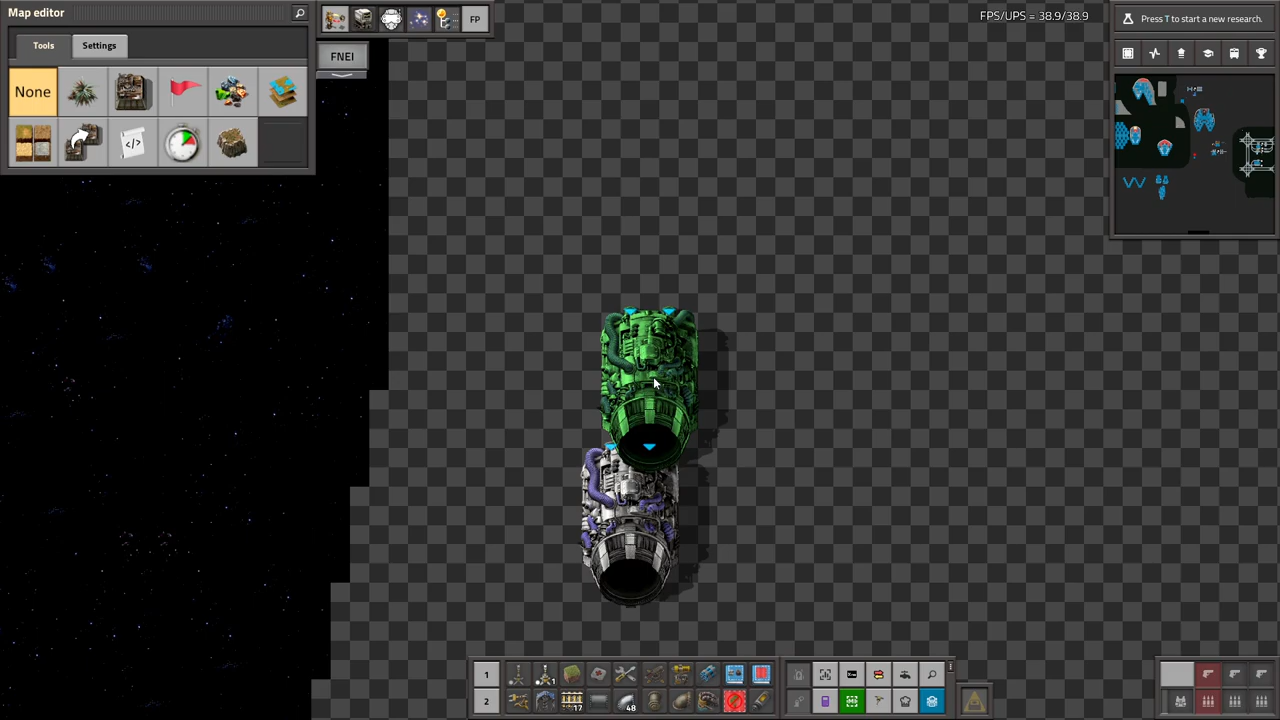 Map editor
Tools
Settings
None
</>
FP
FNEI
FPS/UPS = 38.9/38.9
Press T to start a new research.
1
1
2
17
48